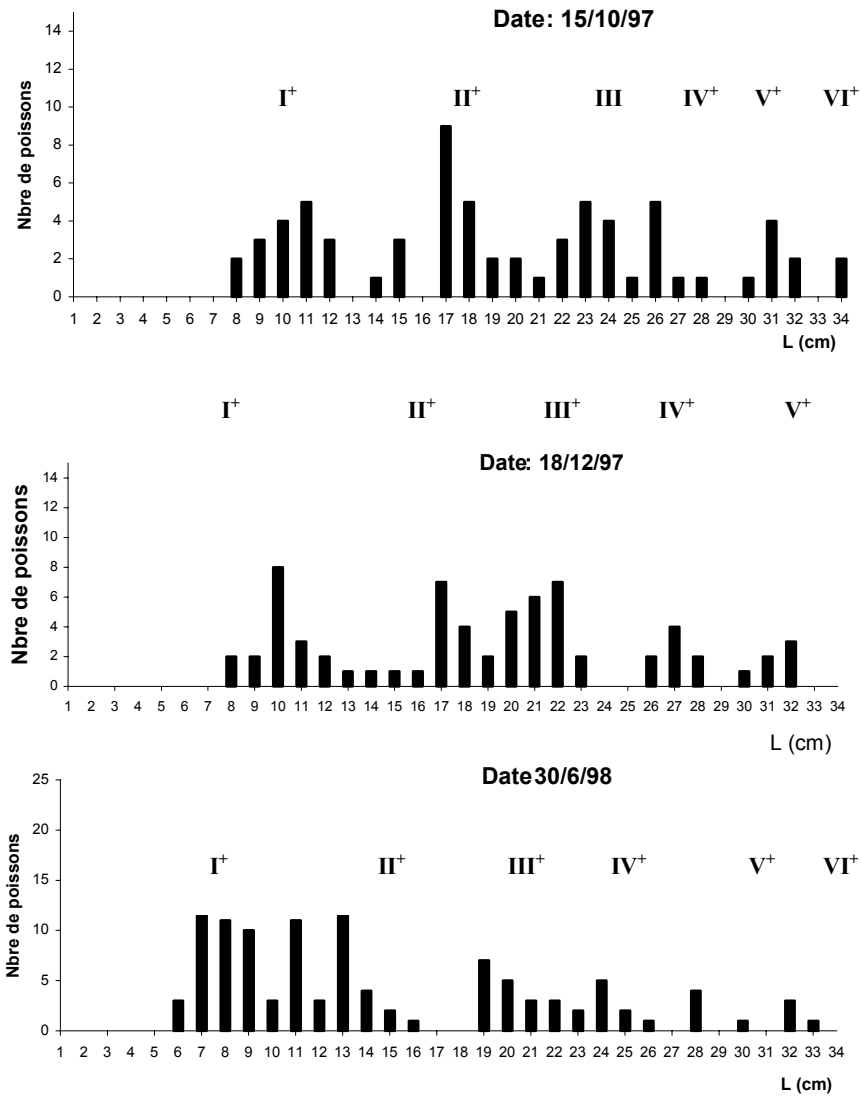 Date: 15/10/97
Nbre de poissons
14
12
10
8
6
4
2
0
I+ II+ III IV+ V+ VI+
1 2 3 4 5 6 7 8 9 10 11 12 13 14 15 16 17 18 19 20 21 22 23 24 25 26 27 28 29 30 31 32 33 34
L (cm)
I+ II+ III+ IV+ V+
Date: 18/12/97
Nbre de poissons
14
12
10
8
6
4
2
0
1 2 3 4 5 6 7 8 9 10 11 12 13 14 15 16 17 18 19 20 21 22 23 24 25 26 27 28 29 30 31 32 33 34
L (cm)
Date30/6/98
Nbre de poissons
25
20
15
10
5
0
I+ II+ III+ IV+ V+ VI+
1 2 3 4 5 6 7 8 9 10 11 12 13 14 15 16 17 18 19 20 21 22 23 24 25 26 27 28 29 30 31 32 33 34
L (cm)